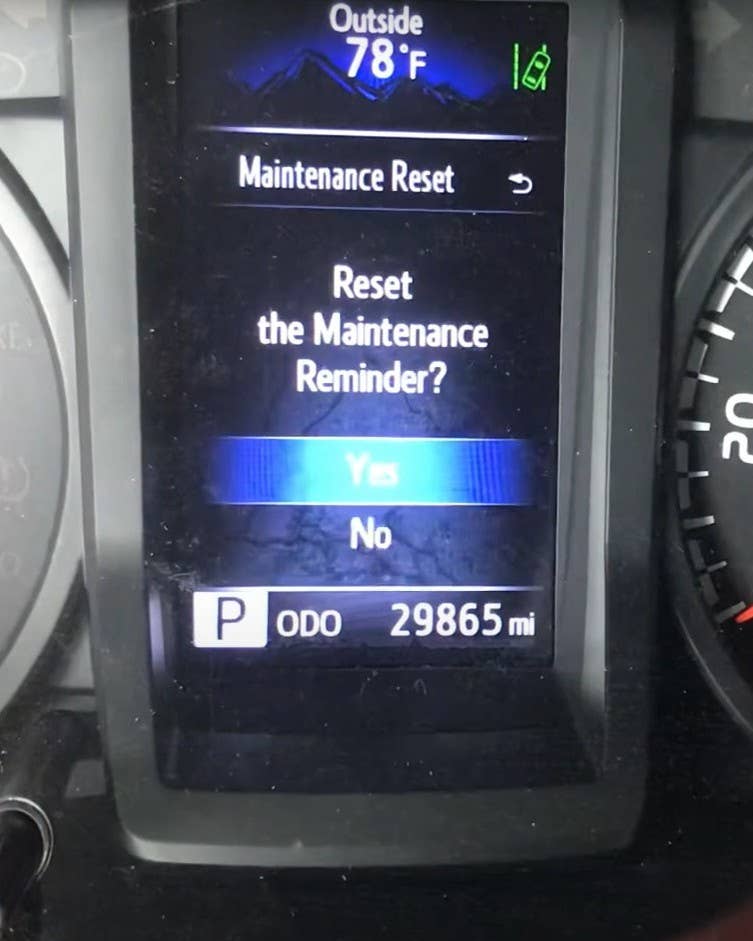 Outside
78°F
Maintenance Reset
Reset
the Maintenance
Reminder?
Yes
No
P ODO 29865 mi
20